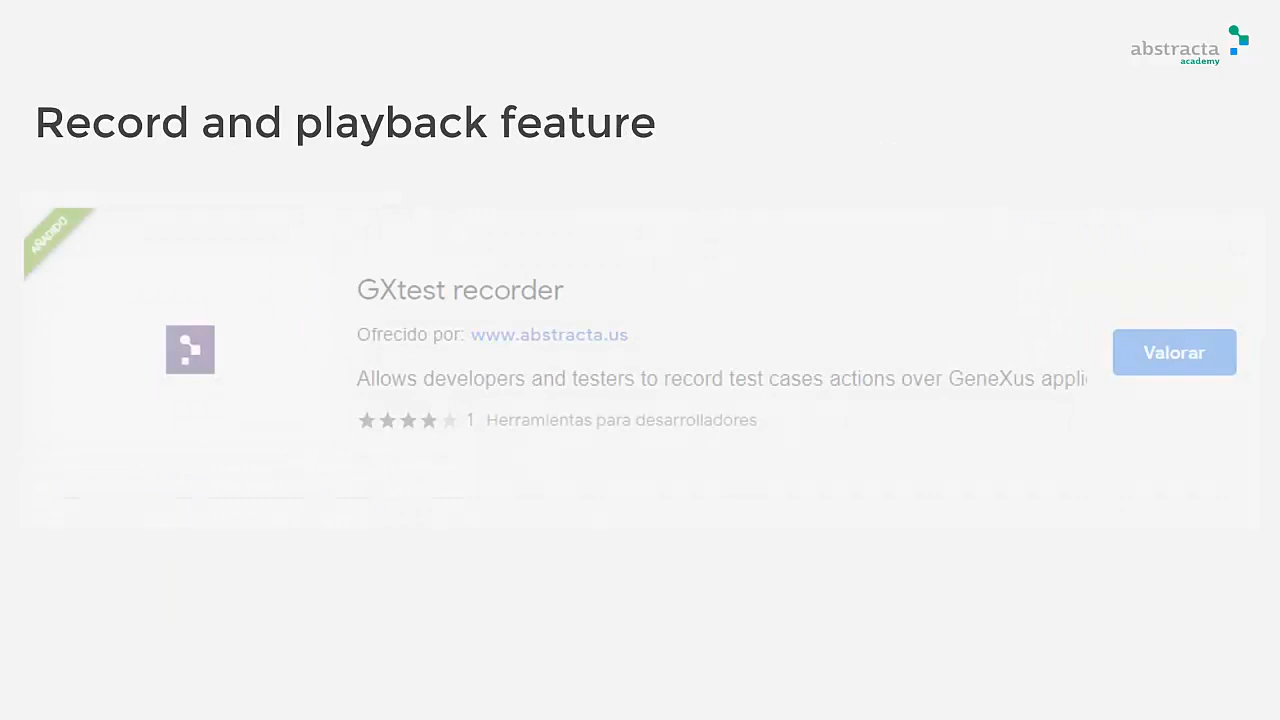 abstracta
academy
Record and playback feature
AÑADIDO
GXtest recorder
Ofrecido por: www.abstracta.us
Valorar
Allows developers and testers to record test cases actions over GeneXus appli
1 Herramientas para desarrolladores